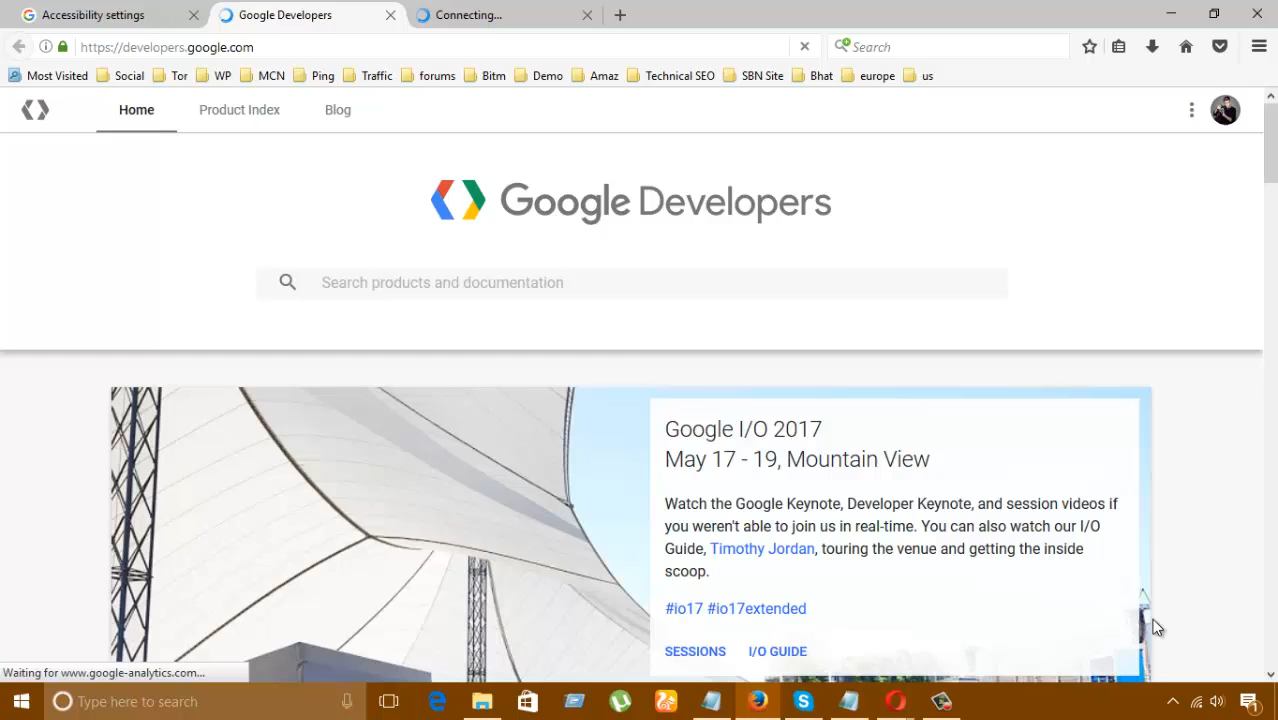 Accessibility settings
Google Developers
Connecting...
https://developers.google.com
Search
Most Visited
Social
Tor
WP
MCN
Ping
Traffic
forums
Bitm
Demo
Amaz
Technical SEO
SBN Site
Bhat
europe
us
Home
Product Index
Blog
Google Developers
Search products and documentation
Google I/O 2017
May 17 - 19, Mountain View
Watch the Google Keynote, Developer Keynote, and session videos if
you weren't able to join us in real-time. You can also watch our I/O
Guide, Timothy Jordan, touring the venue and getting the inside
scoop.
#io17 #io17extended
SESSIONS
I/O GUIDE
Waiting for www.google-analytics.com...
Type here to search